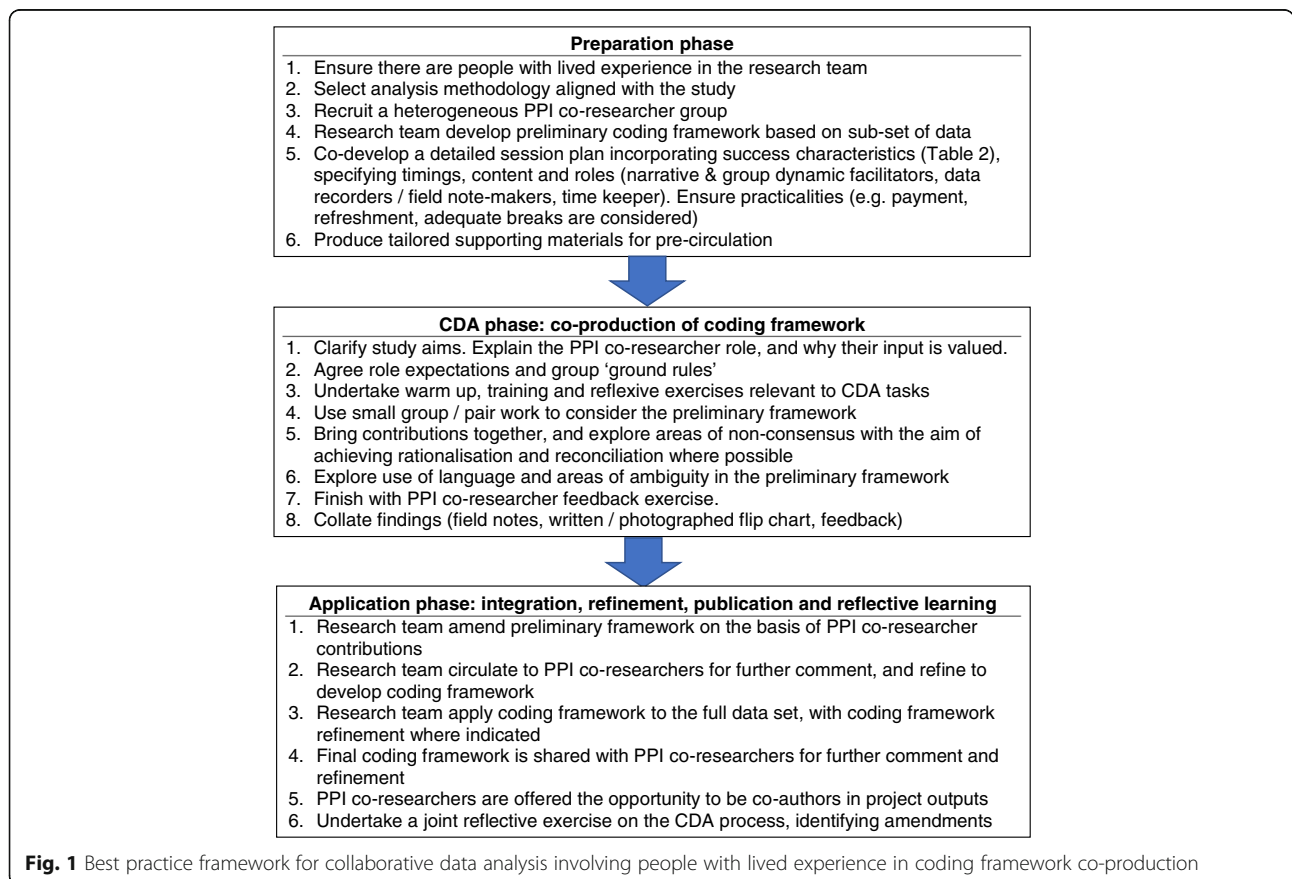 Preparation phase
1. Ensure there are people with lived experience in the research team
2. Select analysis methodology aligned with the study
3. Recruit a heterogeneous PPI co-researcher group
4. Research team develop preliminary coding framework based on sub-set of data
5. Co-develop a detailed session plan incorporating success characteristics (Table 2),
specifying timings, content and roles (narrative & group dynamic facilitators, data
recorders / field note-makers, time keeper). Ensure practicalities (e.g. payment,
refreshment, adequate breaks are considered)
6. Produce tailored supporting materials for pre-circulation
CDA phase: co-production of coding framework
1. Clarify study aims. Explain the PPI co-researcher role, and why their input is valued.
2. Agree role expectations and group 'ground rules'
3. Undertake warm up, training and reflexive exercises relevant to CDA tasks
4. Use small group / pair work to consider the preliminary framework
5. Bring contributions together, and explore areas of non-consensus with the aim of
achieving rationalisation and reconciliation where possible
6. Explore use of language and areas of ambiguity in the preliminary framework
7. Finish with PPI co-researcher feedback exercise.
8. Collate findings (field notes, written / photographed flip chart, feedback)
Application phase: integration, refinement, publication and reflective learning
1. Research team amend preliminary framework on the basis of PPI co-researcher
contributions
2. Research team circulate to PPI co-researchers for further comment, and refine to
develop coding framework
3. Research team apply coding framework to the full data set, with coding framework
refinement where indicated
4. Final coding framework is shared with PPI co-researchers for further comment and
refinement
5. PPI co-researchers are offered the opportunity to be co-authors in project outputs
6. Undertake a joint reflective exercise on the CDA process, identifying amendments
Fig. 1 Best practice framework for collaborative data analysis involving people with lived experience in coding framework co-production